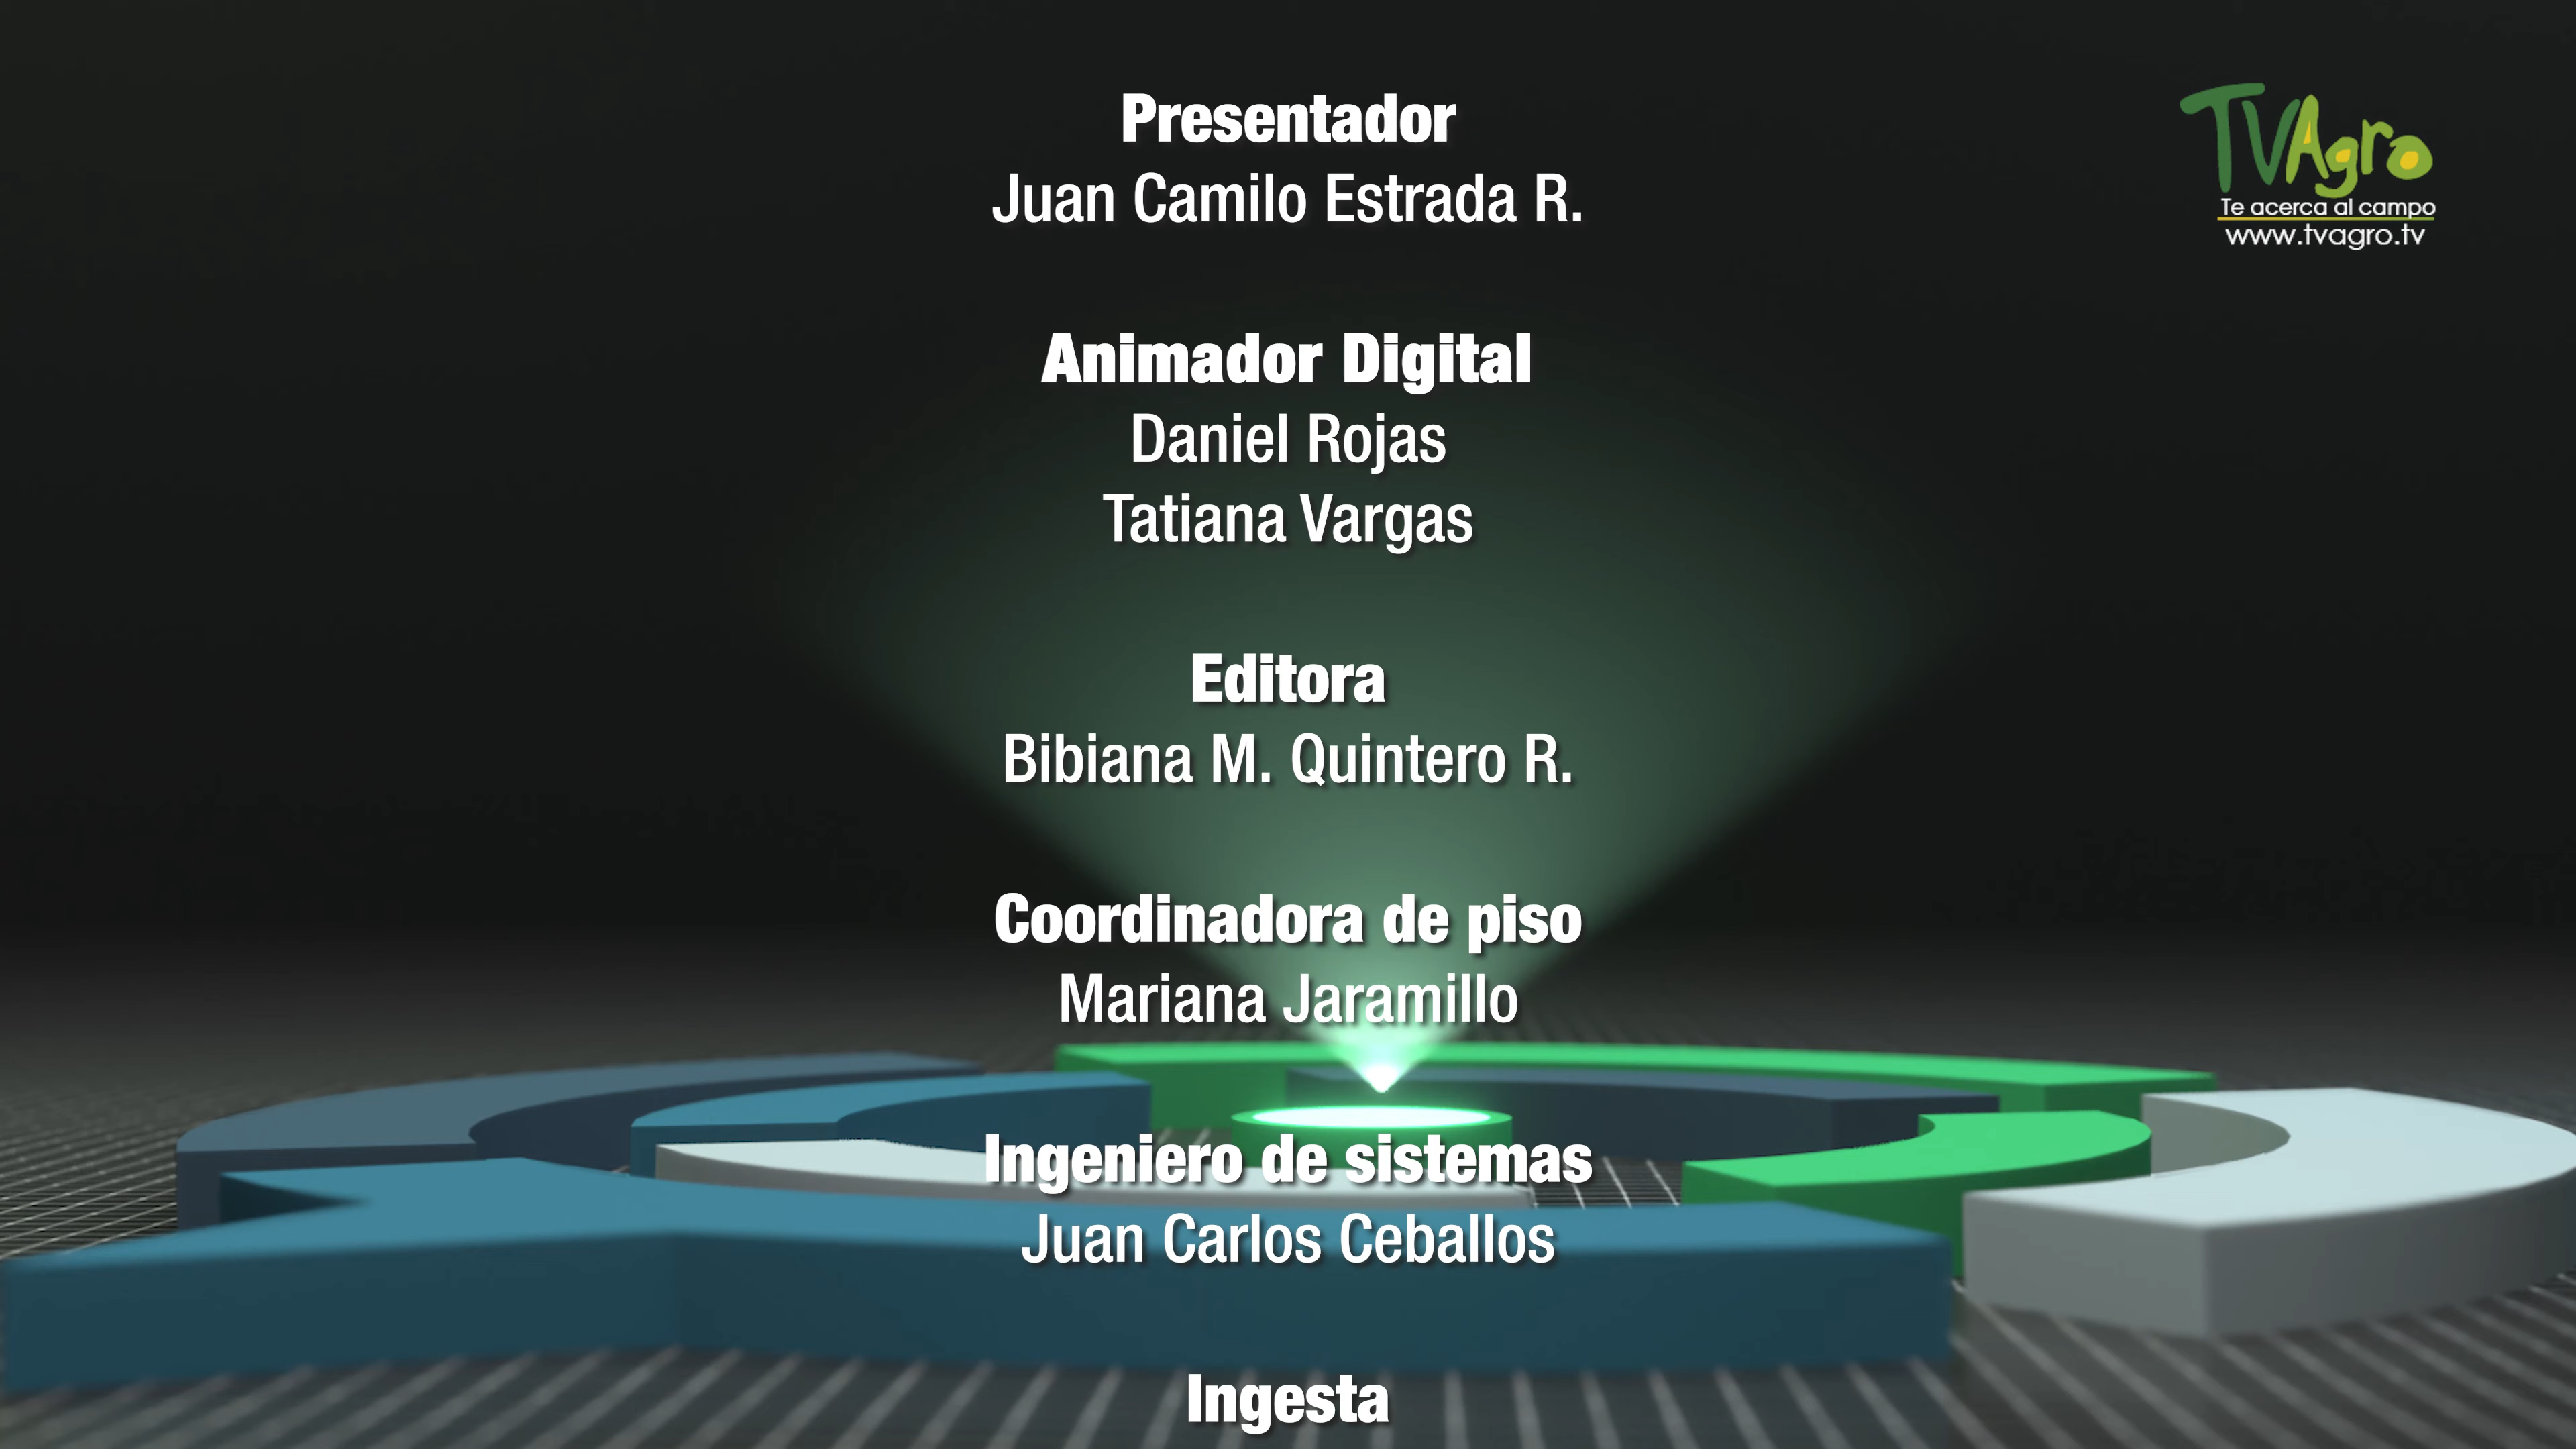 Presentador
Juan Camilo Estrada R.
TVAgro
Te acerca al campo
www.tvagro.tv
Animador Digital
Daniel Rojas
Tatiana Vargas
Editora
Bibiana M. Quintero R.
Coordinadora de piso
Mariana Jaramillo
Ingeniero de sistemas
Juan Carlos Ceballos
Ingesta